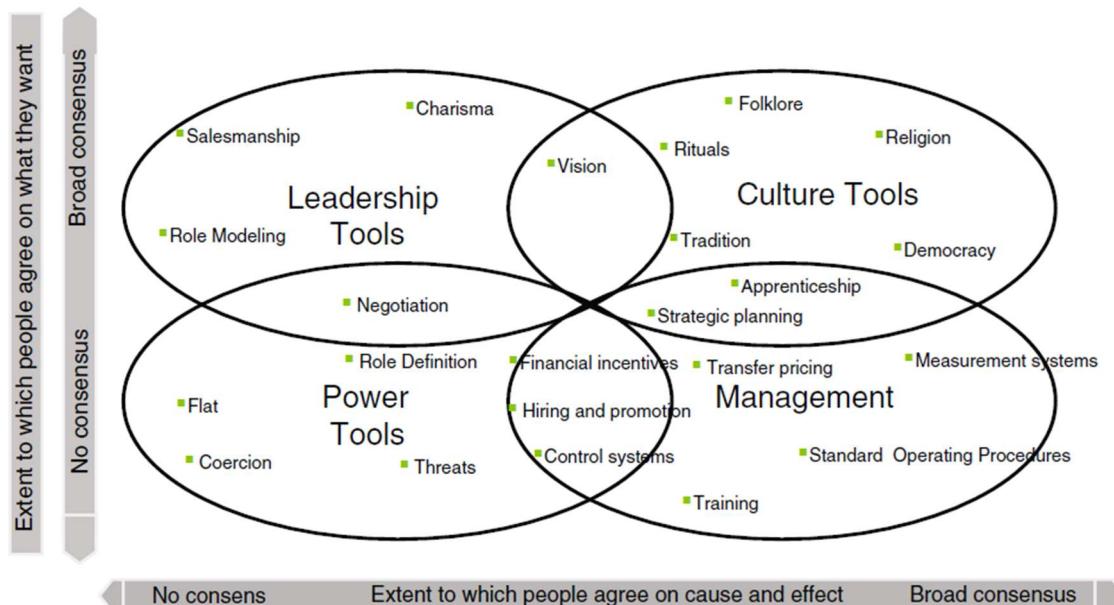 Extent to which people agree on what they want
Broad consensus
No consensus
Charisma
Salesmanship
Leadership
Tools
Role Modeling
Vision
Folklore
Religion
Rituals
Culture Tools
Tradition
Democracy
Negotiation
Apprenticeship
Strategic planning
Role Definition
Financial incentives
Transfer pricing
Measurement systems
Flat
Power
Tools
Hiring and promotion
Management
Coercion
Threats
Control systems
Standard Operating Procedures
Training
No consens
Extent to which people agree on cause and effect
Broad consensus